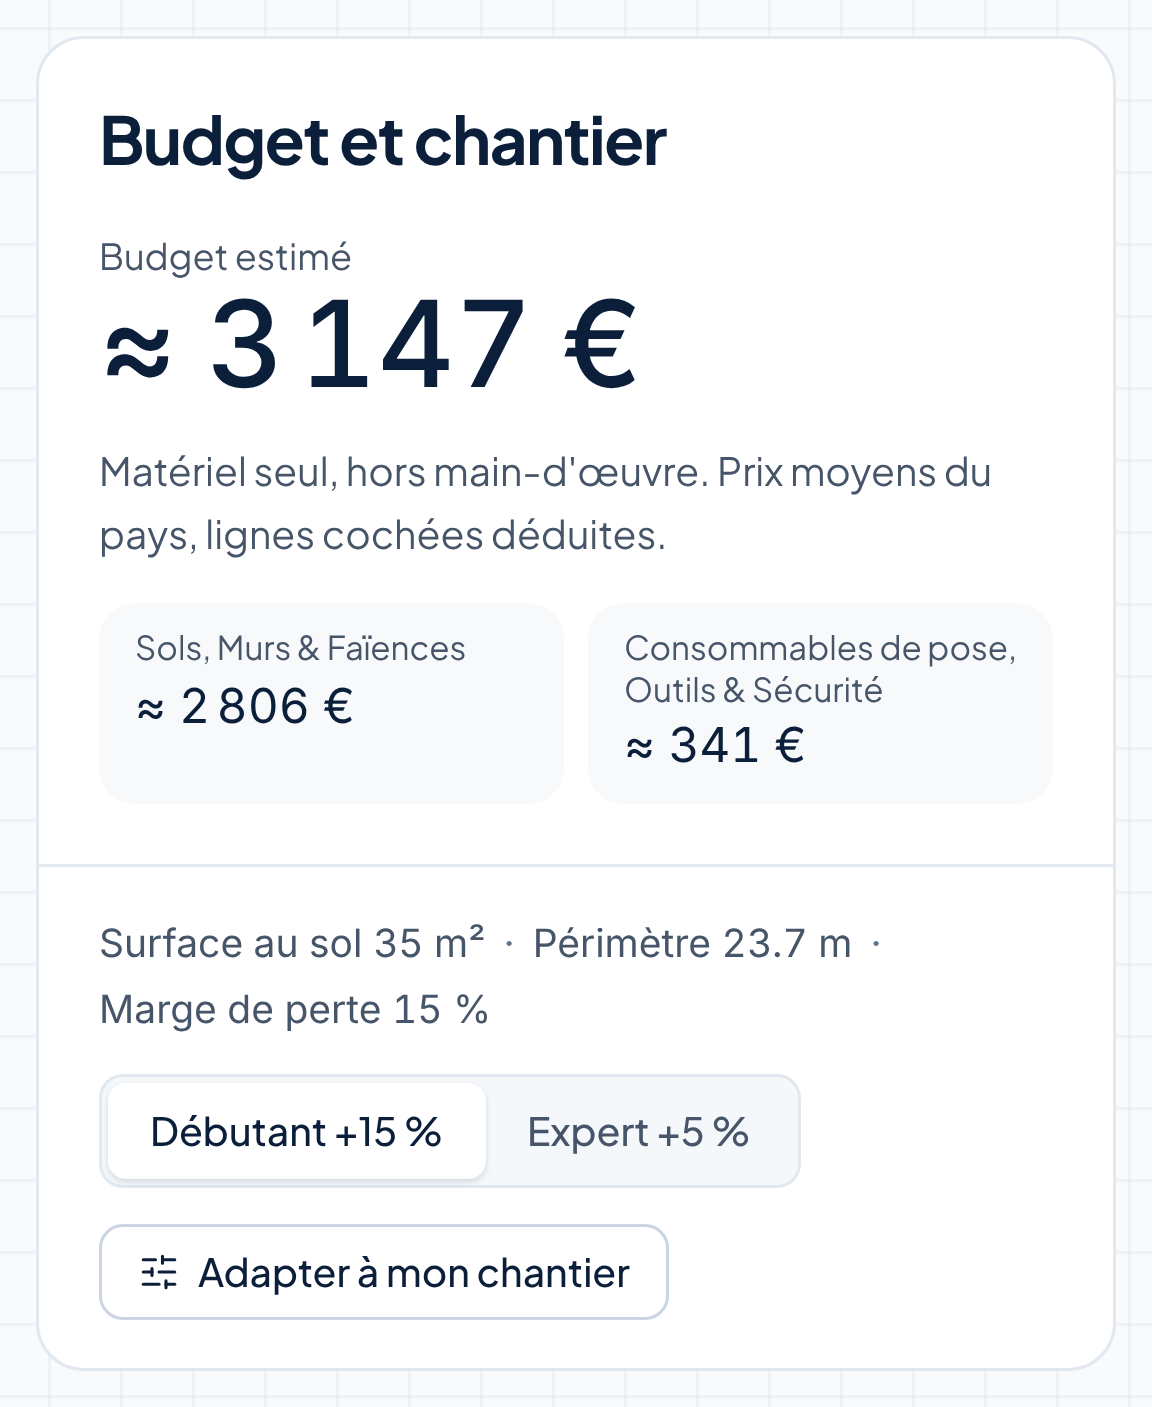 Budget et chantier
Budget estimé
≈ 3 147 €
Matériel seul, hors main-d'œuvre. Prix moyens du
pays, lignes cochées déduites.
Sols, Murs & Faïences
≈ 2 806 €
Consommables de pose,
Outils & Sécurité
≈ 341 €
Surface au sol 35 m² · Périmètre 23.7 m ·
Marge de perte 15 %
Débutant +15 %
Expert +5 %
Adapter à mon chantier